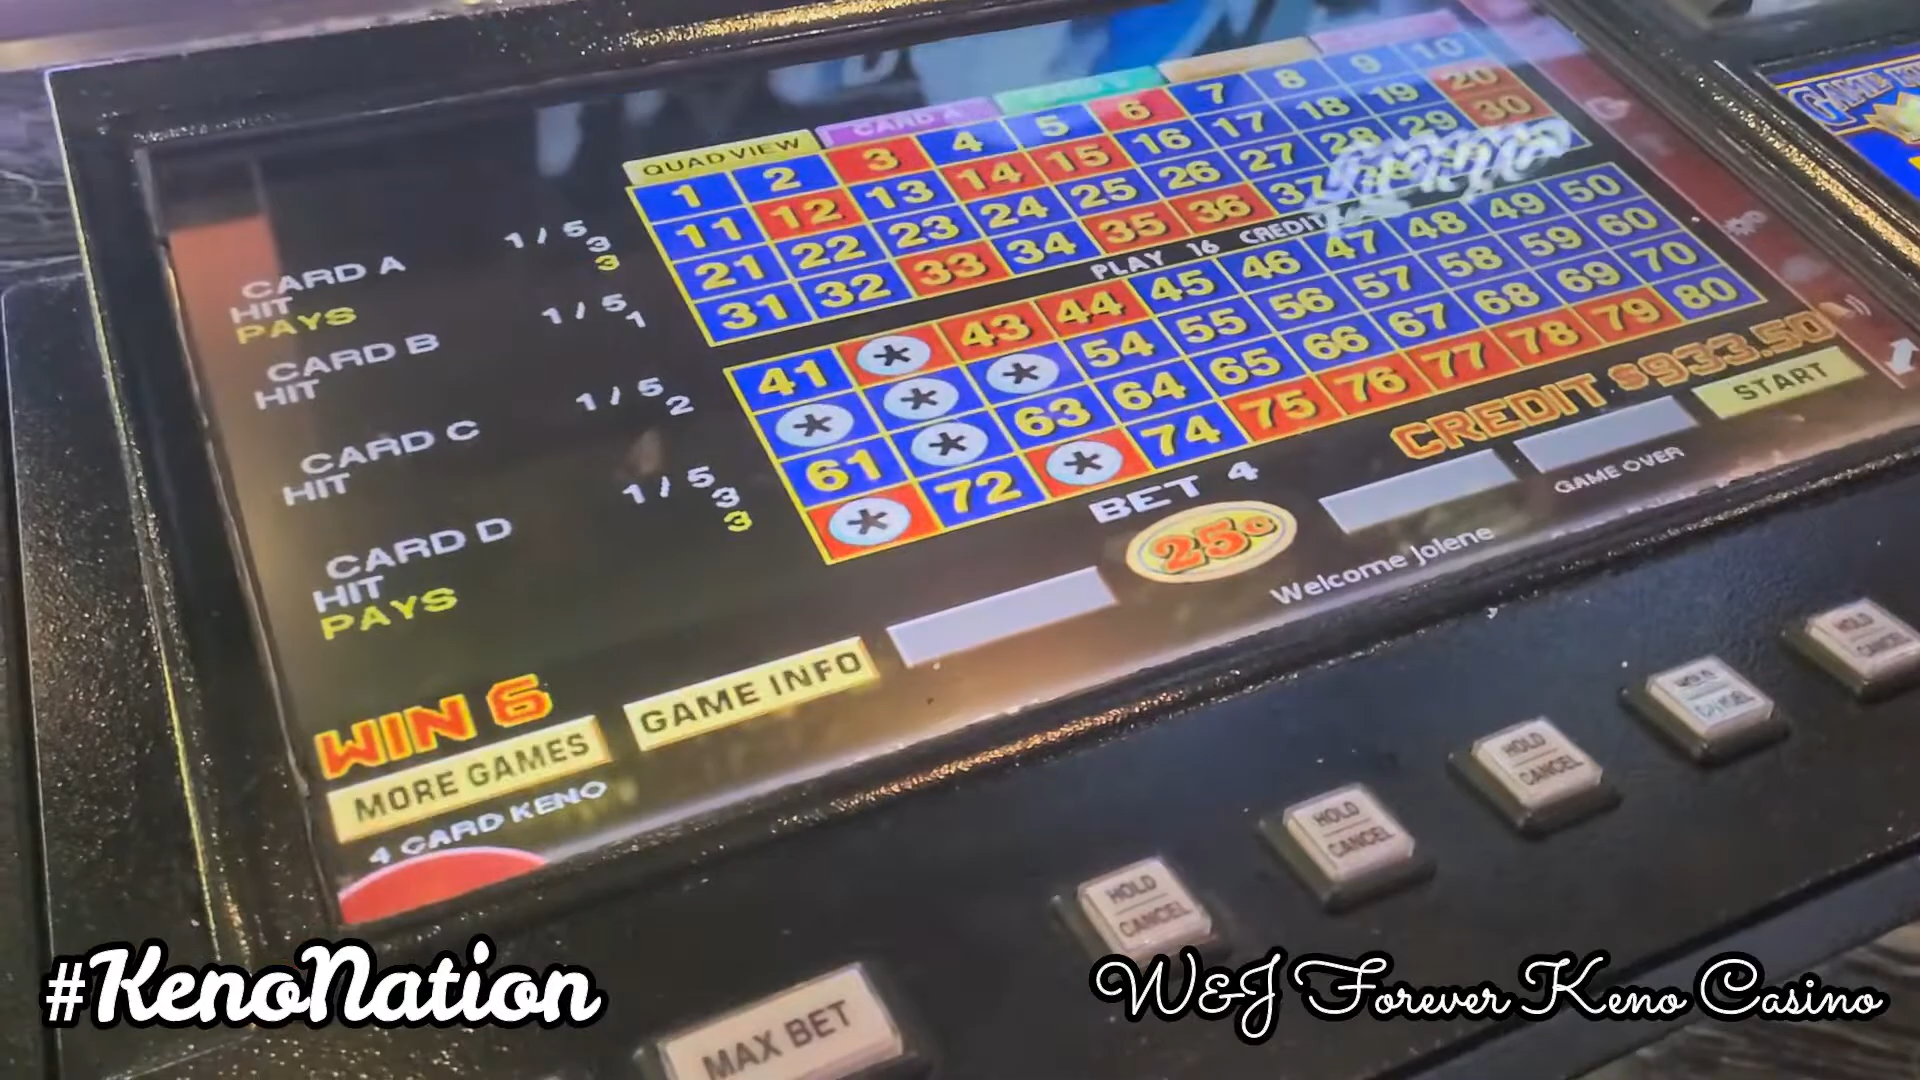 QUADVIEW CARD A
1 2 3 4 5 6 7 8 9 10
11 12 13 14 15 16 17 18 19 20
21 22 23 24 25 26 27 28 29 30
31 32 33 34 35 36 37
PLAY 16 CREDIT
41 * 43 44 45 46 47 48 49 50
* * * 54 55 56 57 58 59 60
61 * 63 64 65 66 67 68 69 70
* 72 * 74 75 76 77 78 79 80
CARD A 1 / 5
HIT 3
PAYS 3
CARD B 1 / 5
HIT 1
CARD C 1 / 5
HIT 2
CARD D 1 / 5
HIT 3
PAYS 3
BET 4
CREDIT $933.50
START
25¢
GAME OVER
Welcome Jolene
WIN 6
MORE GAMES
GAME INFO
4 CARD KENO
HOLD
CANCEL
HOLD
CANCEL
HOLD
CANCEL
HOLD
CANCEL
HOLD
CANCEL
MAX BET
#KenoNation
W&J Forever Keno Casino